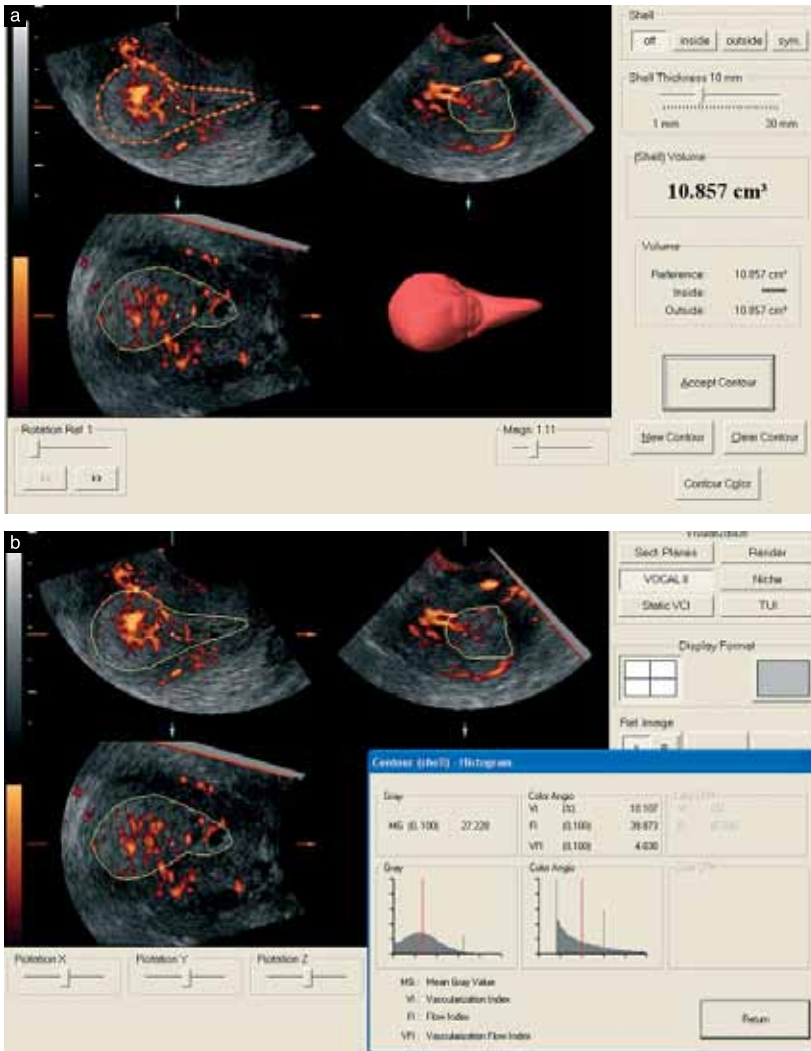 a
Shell
off inside outside sym.
Shell Thickness 10 mm
1 mm 30 mm
(Shell) Volume
10.857 cm³
Volume
Reference: 10.857 cm³
Inside:
Outside: 10.857 cm³
Accept Contour
Rotation Ref. 1
Magn. 1.11
New Contour Clear Contour
Contour Color
b
Visualization
Sect Planes Render
VOCAL II Niche
Static VCI TUI
Display Format
Ref. Image
Contour (shell) - Histogram
Gray Color Angio
VI (%) 10.107
MG (0..100) 27.228 FI (0.100) 39.873
VFI (0.100) 4.030
Gray Color Angio
Rotation X Rotation Y Rotation Z
MG : Mean Gray Value
VI : Vascularization Index
FI : Flow Index
VFI : Vascularization Flow Index
Return